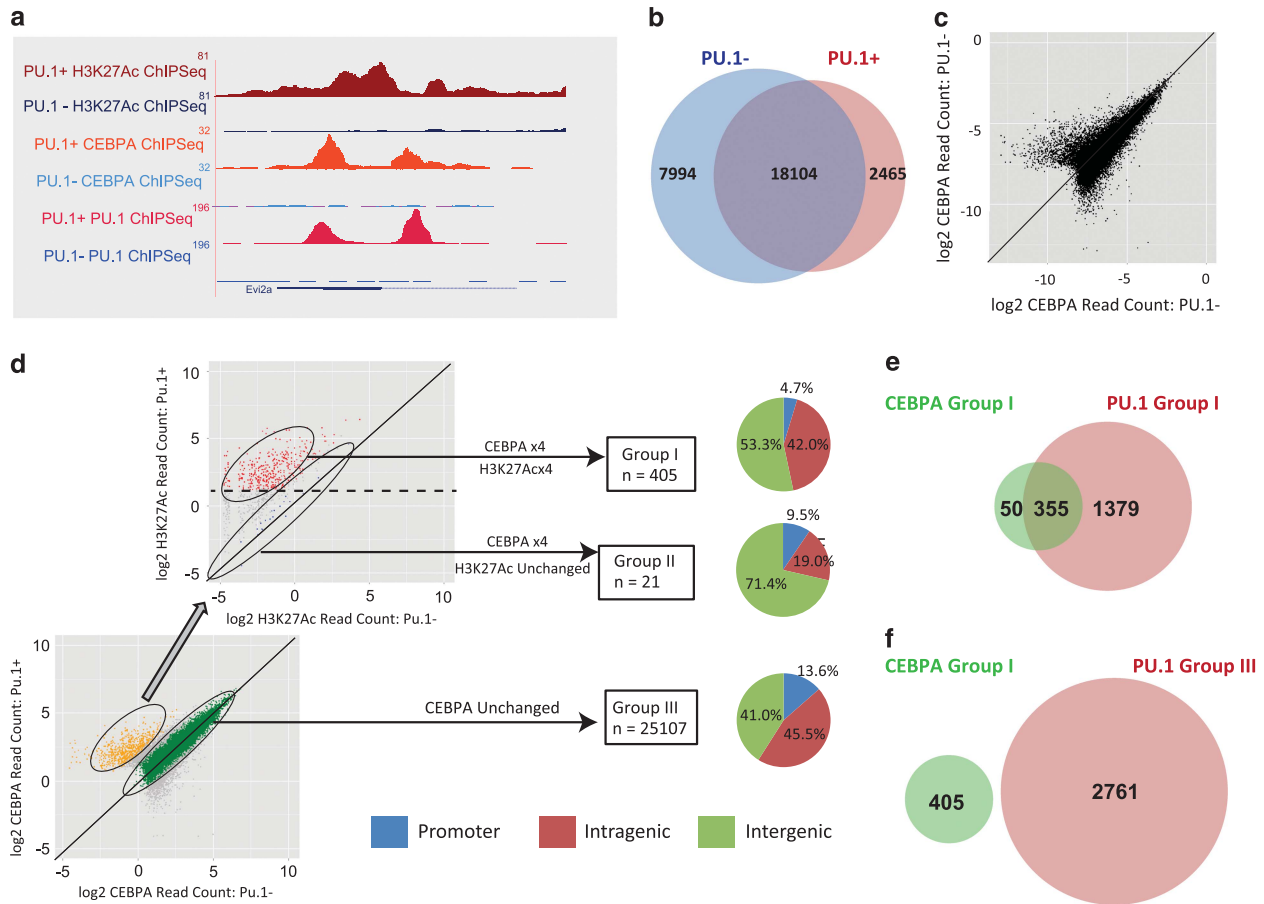 a
81
PU.1+ H3K27Ac ChIPSeq
81
PU.1 - H3K27Ac ChIPSeq
32
PU.1+ CEBPA ChIPSeq
32
PU.1- CEBPA ChIPSeq
196
PU.1+ PU.1 ChIPSeq
196
PU.1- PU.1 ChIPSeq
Evi2a
b
PU.1-
PU.1+
7994
18104
2465
c
log2 CEBPA Read Count: PU.1-
0
-5
-10
-10
-5
0
log2 CEBPA Read Count: PU.1-
d
log2 H3K27Ac Read Count: Pu.1+
10
5
0
-5
-5
0
5
10
log2 H3K27Ac Read Count: Pu.1-
CEBPA x4
H3K27Acx4
Group I
n = 405
4.7%
53.3%
42.0%
CEBPA x4
H3K27Ac Unchanged
Group II
n = 21
9.5%
19.0%
71.4%
log2 CEBPA Read Count: Pu.1+
10
5
0
-5
-5
0
5
10
log2 CEBPA Read Count: Pu.1-
CEBPA Unchanged
Group III
n = 25107
13.6%
41.0%
45.5%
Promoter
Intragenic
Intergenic
e
CEBPA Group I
PU.1 Group I
50
355
1379
f
CEBPA Group I
PU.1 Group III
405
2761